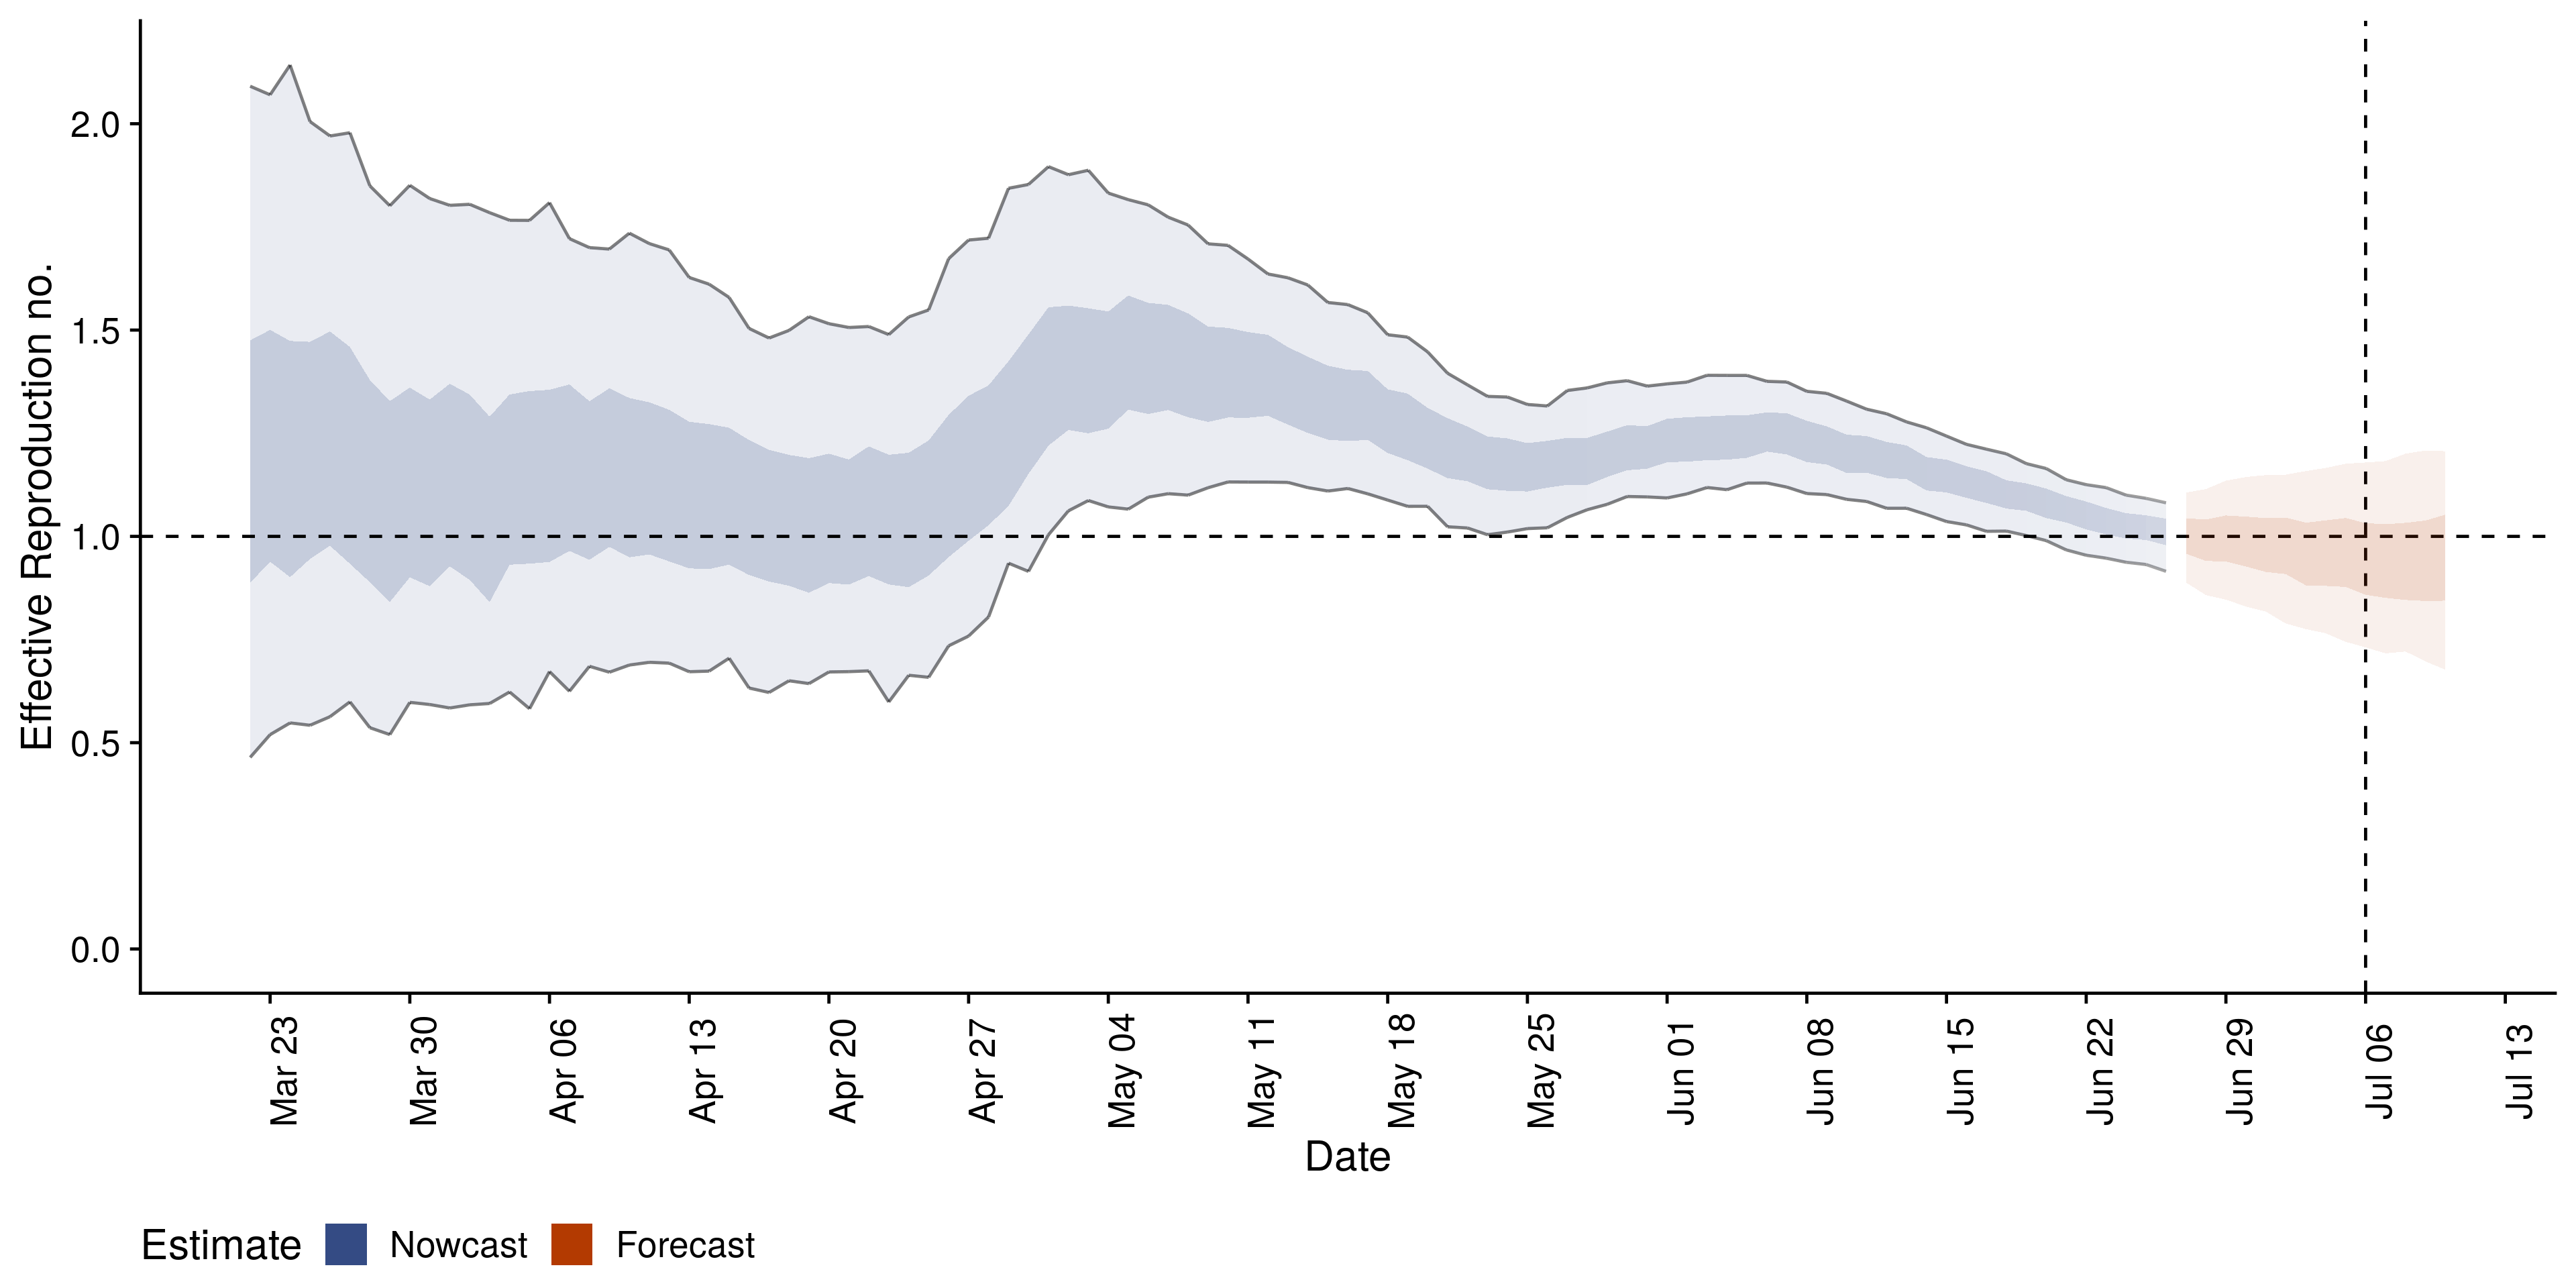 Effective Reproduction no.
2.0
1.5
1.0
0.5
0.0
Mar 23
Mar 30
Apr 06
Apr 13
Apr 20
Apr 27
May 04
May 11
May 18
May 25
Jun 01
Jun 08
Jun 15
Jun 22
Jun 29
Jul 06
Jul 13
Date
Estimate Nowcast Forecast